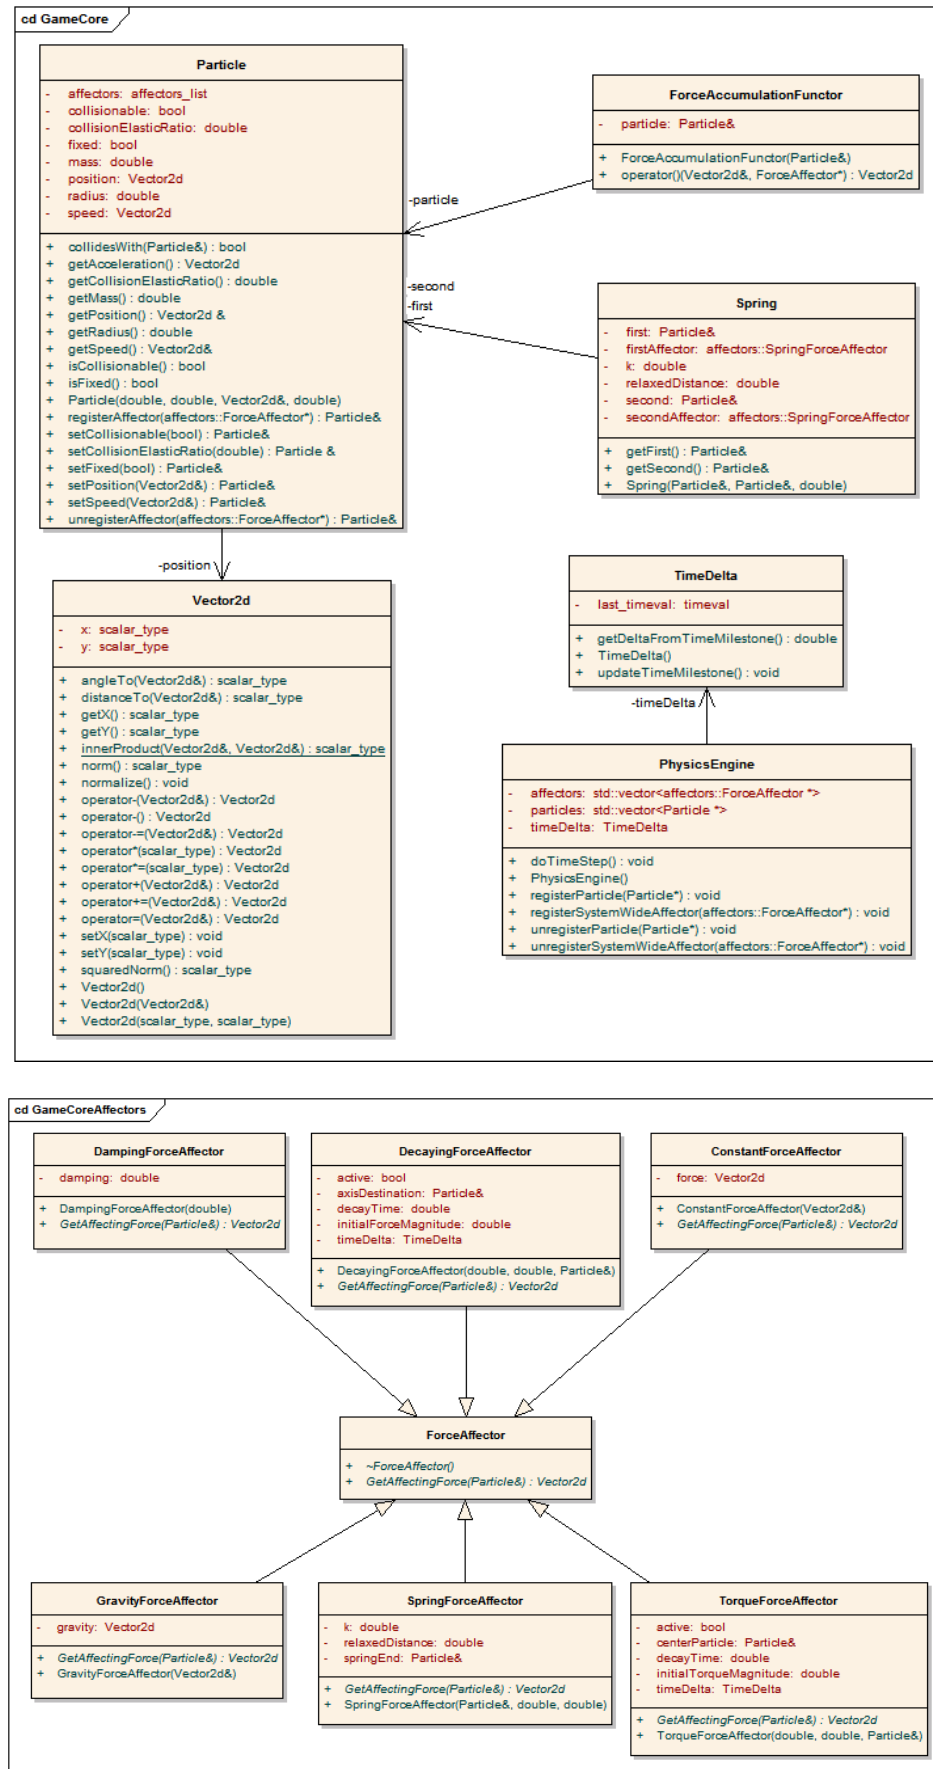 cd GameCore
Particle
- affectors: affectors_list
- collisionable: bool
- collisionElasticRatio: double
- fixed: bool
- mass: double
- position: Vector2d
- radius: double
- speed: Vector2d
+ collidesWith(Particle&) : bool
+ getAcceleration() : Vector2d
+ getCollisionElasticRatio() : double
+ getMass() : double
+ getPosition() : Vector2d &
+ getRadius() : double
+ getSpeed() : Vector2d&
+ isCollisionable() : bool
+ isFixed() : bool
+ Particle(double, double, Vector2d&, double)
+ registerAffector(affectors::ForceAffector*) : Particle&
+ setCollisionable(bool) : Particle&
+ setCollisionElasticRatio(double) : Particle &
+ setFixed(bool) : Particle&
+ setPosition(Vector2d&) : Particle&
+ setSpeed(Vector2d&) : Particle&
+ unregisterAffector(affectors::ForceAffector*) : Particle&
ForceAccumulationFunctor
- particle: Particle&
+ ForceAccumulationFunctor(Particle&)
+ operator()(Vector2d&, ForceAffector*) : Vector2d
-particle
-second
-first
Spring
- first: Particle&
- firstAffector: affectors::SpringForceAffector
- k: double
- relaxedDistance: double
- second: Particle&
- secondAffector: affectors::SpringForceAffector
+ getFirst() : Particle&
+ getSecond() : Particle&
+ Spring(Particle&, Particle&, double)
-position
Vector2d
- x: scalar_type
- y: scalar_type
+ angleTo(Vector2d&) : scalar_type
+ distanceTo(Vector2d&) : scalar_type
+ getX() : scalar_type
+ getY() : scalar_type
+ innerProduct(Vector2d&, Vector2d&) : scalar_type
+ norm() : scalar_type
+ normalize() : void
+ operator-(Vector2d&) : Vector2d
+ operator-() : Vector2d
+ operator-=(Vector2d&) : Vector2d
+ operator*(scalar_type) : Vector2d
+ operator*=(scalar_type) : Vector2d
+ operator+(Vector2d&) : Vector2d
+ operator+=(Vector2d&) : Vector2d
+ operator=(Vector2d&) : Vector2d
+ setX(scalar_type) : void
+ setY(scalar_type) : void
+ squaredNorm() : scalar_type
+ Vector2d()
+ Vector2d(Vector2d&)
+ Vector2d(scalar_type, scalar_type)
TimeDelta
- last_timeval: timeval
+ getDeltaFromTimeMilestone() : double
+ TimeDelta()
+ updateTimeMilestone() : void
-timeDelta
PhysicsEngine
- affectors: std::vector<affectors::ForceAffector *>
- particles: std::vector<Particle *>
- timeDelta: TimeDelta
+ doTimeStep() : void
+ PhysicsEngine()
+ registerParticle(Particle*) : void
+ registerSystemWideAffector(affectors::ForceAffector*) : void
+ unregisterParticle(Particle*) : void
+ unregisterSystemWideAffector(affectors::ForceAffector*) : void
cd GameCoreAffectors
DampingForceAffector
- damping: double
+ DampingForceAffector(double)
+ GetAffectingForce(Particle&) : Vector2d
DecayingForceAffector
- active: bool
- axisDestination: Particle&
- decayTime: double
- initialForceMagnitude: double
- timeDelta: TimeDelta
+ DecayingForceAffector(double, double, Particle&)
+ GetAffectingForce(Particle&) : Vector2d
ConstantForceAffector
- force: Vector2d
+ ConstantForceAffector(Vector2d&)
+ GetAffectingForce(Particle&) : Vector2d
ForceAffector
+ ~ForceAffector()
+ GetAffectingForce(Particle&) : Vector2d
GravityForceAffector
- gravity: Vector2d
+ GetAffectingForce(Particle&) : Vector2d
+ GravityForceAffector(Vector2d&)
SpringForceAffector
- k: double
- relaxedDistance: double
- springEnd: Particle&
+ GetAffectingForce(Particle&) : Vector2d
+ SpringForceAffector(Particle&, double, double)
TorqueForceAffector
- active: bool
- centerParticle: Particle&
- decayTime: double
- initialTorqueMagnitude: double
- timeDelta: TimeDelta
+ GetAffectingForce(Particle&) : Vector2d
+ TorqueForceAffector(double, double, Particle&)